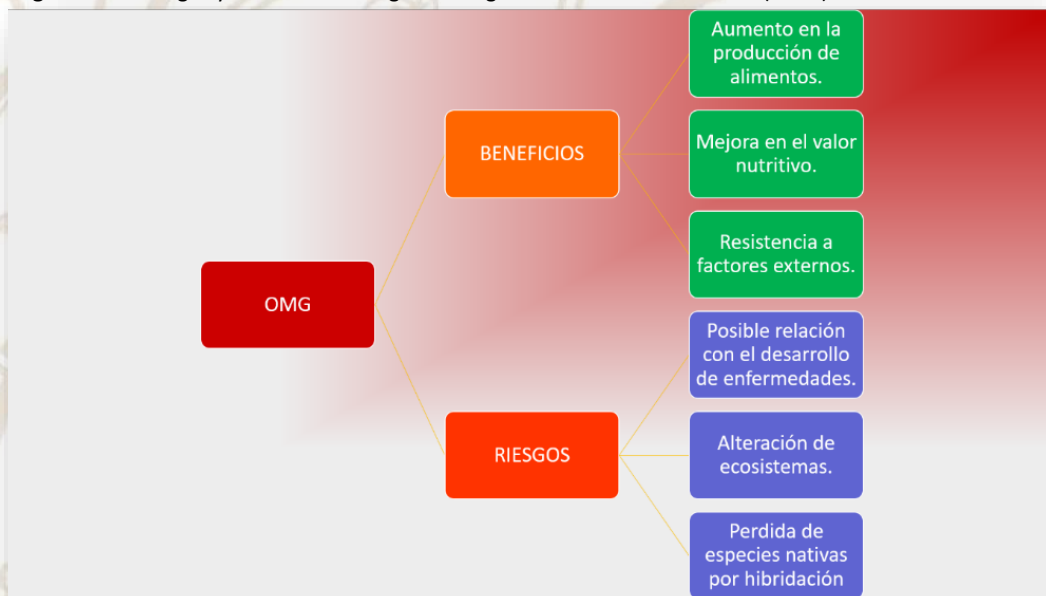 Aumento en la
producción de
alimentos.
BENEFICIOS
Mejora en el valor
nutritivo.
Resistencia a
factores externos.
OMG
Posible relación
con el desarrollo
de enfermedades.
RIESGOS
Alteración de
ecosistemas.
Perdida de
especies nativas
por hibridación